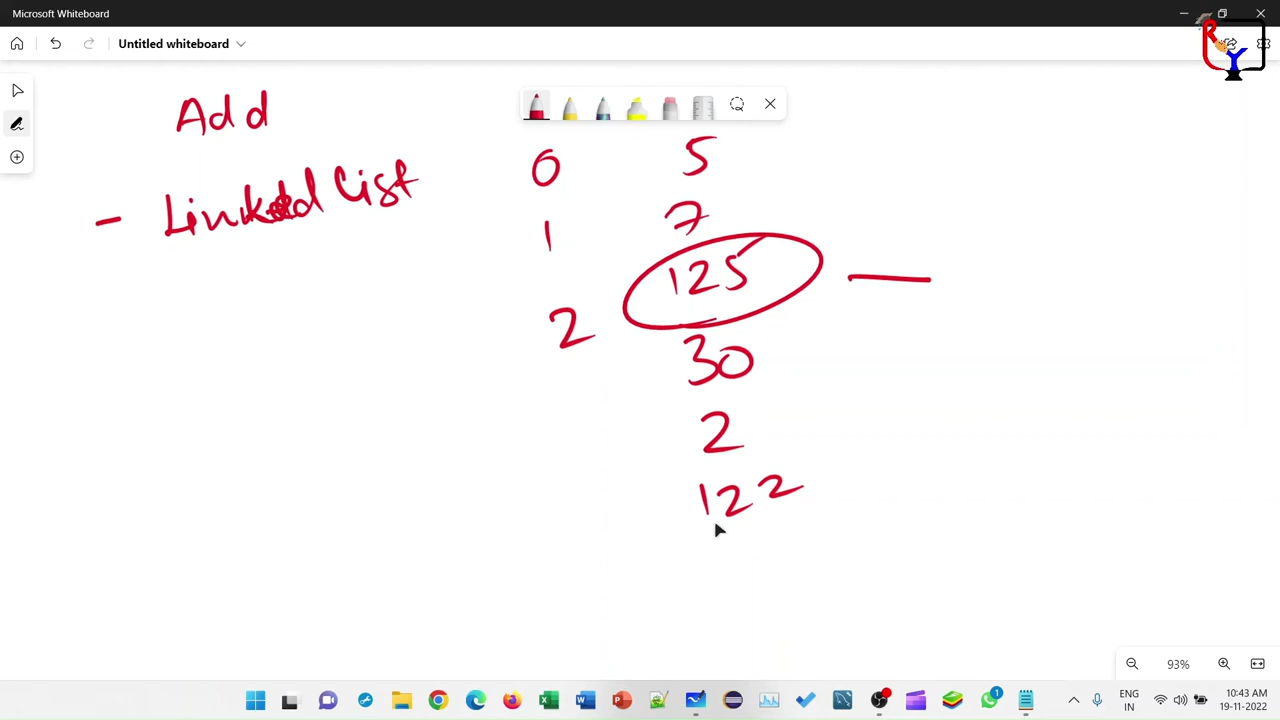 Microsoft Whiteboard
Untitled whiteboard
R
Y
Add
- Linked List
0 5
1 7
125
2
30
2
122
93%
ENG
IN
10:43 AM
19-11-2022
1